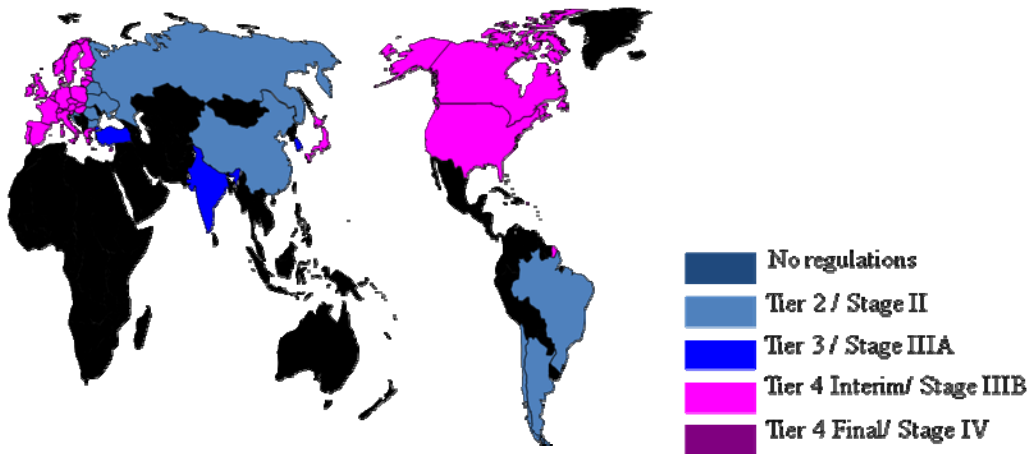 No regulations
Tier 2 / Stage II
Tier 3 / Stage IIIA
Tier 4 Interim/ Stage IIIB
Tier 4 Final/ Stage IV